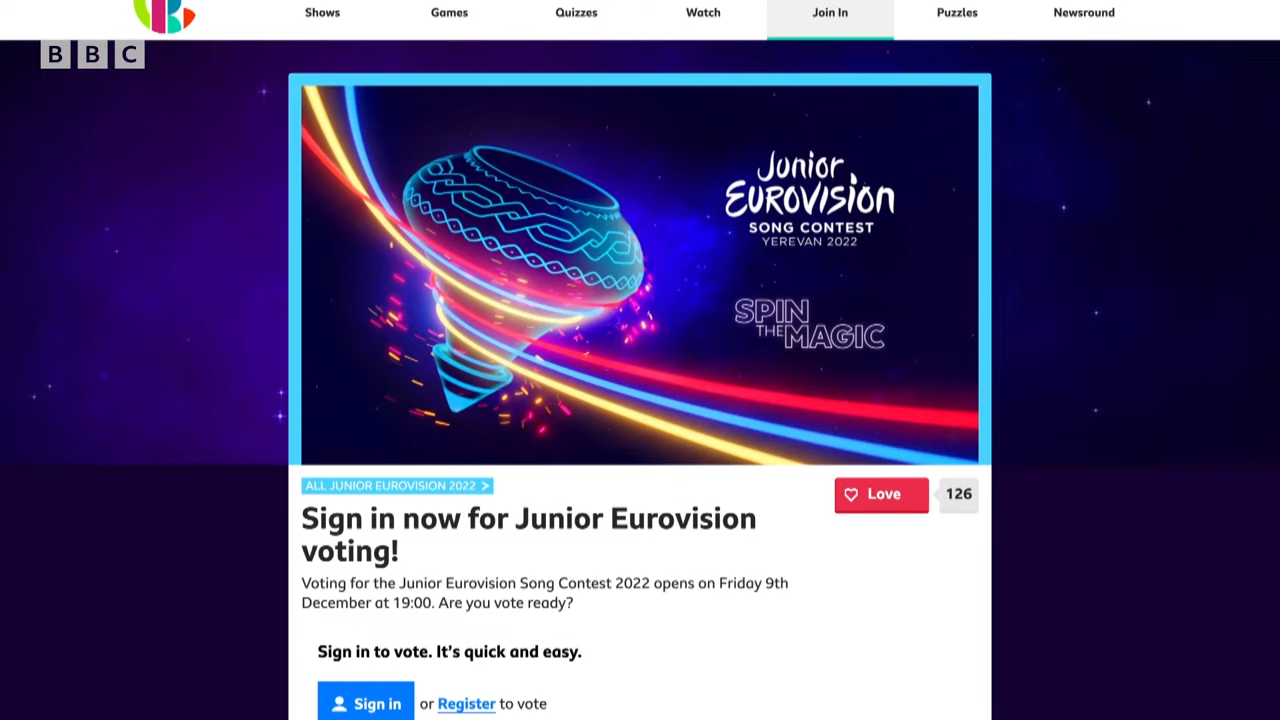 Shows
Games
Quizzes
Watch
Join In
Puzzles
Newsround
BBC
Junior
EUROVISION
SONG CONTEST
YEREVAN 2022
SPIN
THE MAGIC
ALL JUNIOR EUROVISION 2022 >
Love
126
Sign in now for Junior Eurovision
voting!
Voting for the Junior Eurovision Song Contest 2022 opens on Friday 9th
December at 19:00. Are you vote ready?
Sign in to vote. It's quick and easy.
Sign in or Register to vote